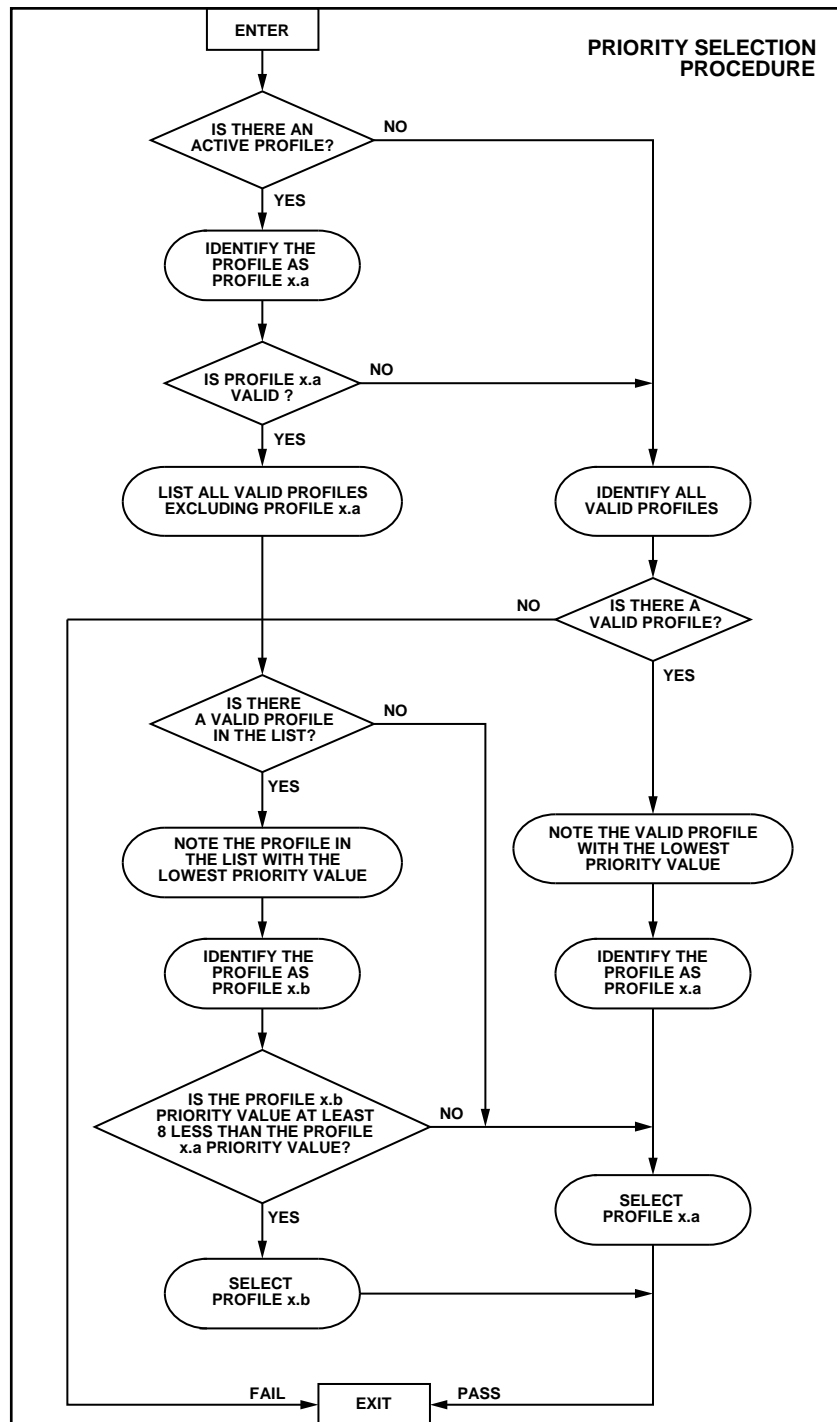 ENTER
PRIORITY SELECTION
PROCEDURE
IS THERE AN
ACTIVE PROFILE?
NO
YES
IDENTIFY THE
PROFILE AS
PROFILE x.a
IS PROFILE x.a
VALID ?
NO
YES
LIST ALL VALID PROFILES
EXCLUDING PROFILE x.a
IDENTIFY ALL
VALID PROFILES
NO
IS THERE A
VALID PROFILE?
YES
IS THERE
A VALID PROFILE
IN THE LIST?
NO
YES
NOTE THE PROFILE IN
THE LIST WITH THE
LOWEST PRIORITY VALUE
NOTE THE VALID PROFILE
WITH THE LOWEST
PRIORITY VALUE
IDENTIFY THE
PROFILE AS
PROFILE x.b
IDENTIFY THE
PROFILE AS
PROFILE x.a
IS THE PROFILE x.b
PRIORITY VALUE AT LEAST
8 LESS THAN THE PROFILE
x.a PRIORITY VALUE?
NO
YES
SELECT
PROFILE x.a
SELECT
PROFILE x.b
FAIL
EXIT
PASS